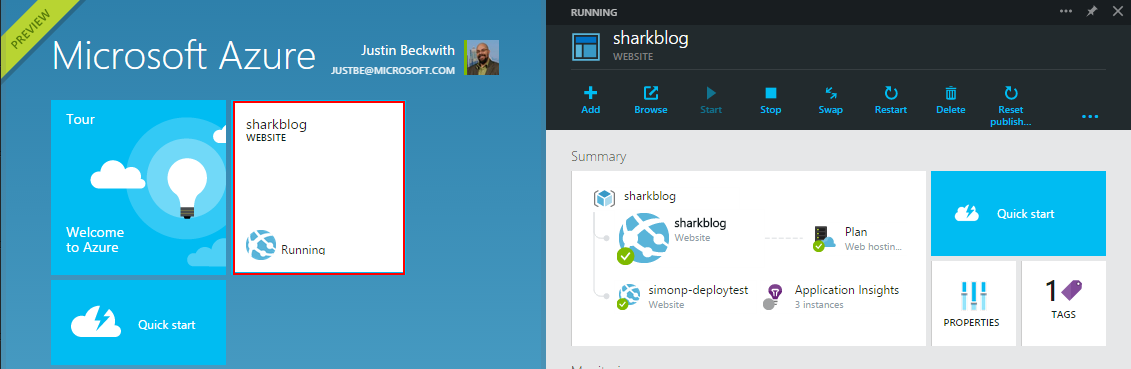 PREVIEW
Microsoft Azure
Justin Beckwith
JUSTBE@MICROSOFT.COM
Tour
Welcome
to Azure
sharkblog
WEBSITE
Running
Quick start
RUNNING
sharkblog
WEBSITE
Add
Browse
Start
Stop
Swap
Restart
Delete
Reset
publish...
Summary
sharkblog
sharkblog
Website
Plan
Web hostin...
simonp-deploytest
Website
Application Insights
3 instances
Quick start
PROPERTIES
1
TAGS